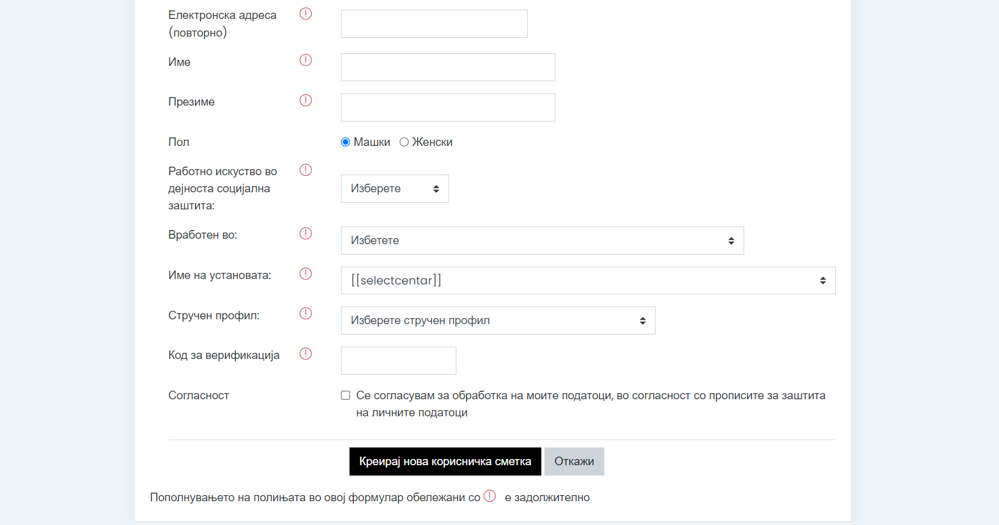 Електронска адреса
(повторно)
Име
Презиме
Пол
Машки Женски
Работно искуство во
дејноста социјална
заштита:
Изберете
Вработен во:
Избетете
Име на установата:
[[selectcentar]]
Стручен профил:
Изберете стручен профил
Код за верификација
Согласност
Се согласувам за обработка на моите податоци, во согласност со прописите за заштита
на личните податоци
Креирај нова корисничка сметка
Откажи
Пополнувањето на полињата во овој формулар обележани со е задолжително